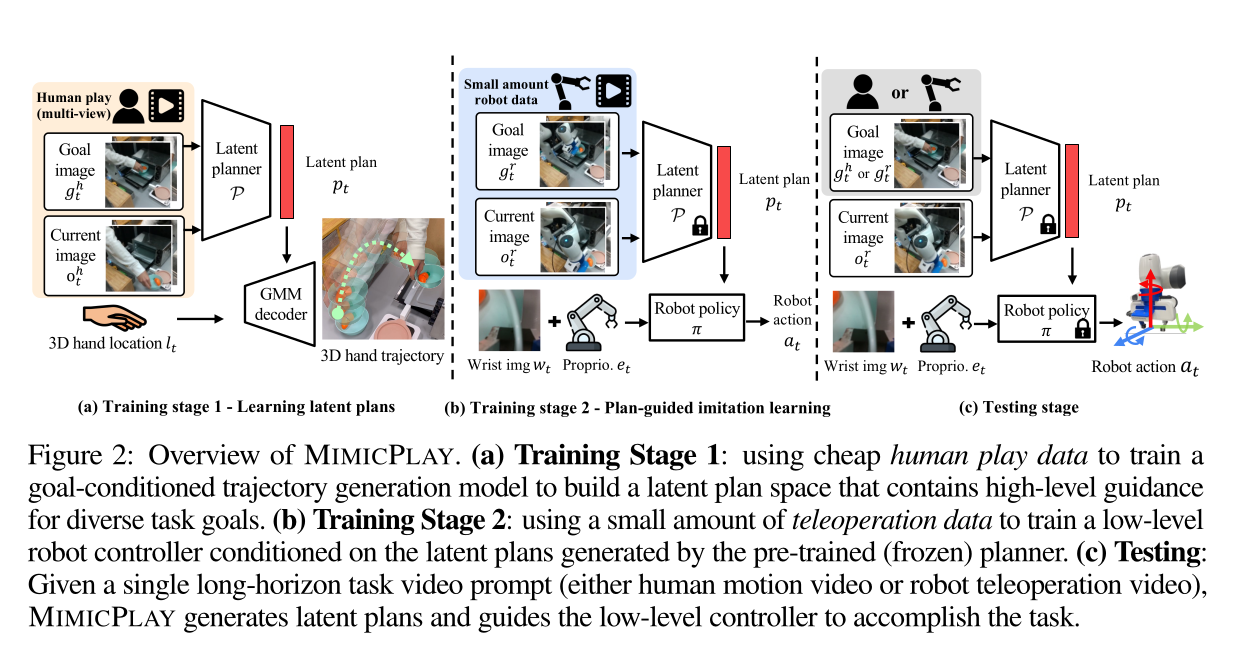 Human play
(multi-view)
Goal
image
g_t^h
Current
image
o_t^h
Latent
planner
𝒫
Latent plan
p_t
GMM
decoder
3D hand location l_t
3D hand trajectory
(a) Training stage 1 - Learning latent plans
Small amount
robot data
Goal
image
g_t^r
Current
image
o_t^r
Latent
planner
𝒫
Latent plan
p_t
+
Wrist img w_t
Proprio. e_t
Robot policy
π
Robot
action
a_t
(b) Training stage 2 - Plan-guided imitation learning
or
Goal
image
g_t^h or g_t^r
Current
image
o_t^r
Latent
planner
𝒫
Latent plan
p_t
+
Wrist img w_t
Proprio. e_t
Robot policy
π
Robot action a_t
(c) Testing stage
Figure 2: Overview of MIMICPLAY. (a) Training Stage 1: using cheap human play data to train a
goal-conditioned trajectory generation model to build a latent plan space that contains high-level guidance
for diverse task goals. (b) Training Stage 2: using a small amount of teleoperation data to train a low-level
robot controller conditioned on the latent plans generated by the pre-trained (frozen) planner. (c) Testing:
Given a single long-horizon task video prompt (either human motion video or robot teleoperation video),
MIMICPLAY generates latent plans and guides the low-level controller to accomplish the task.